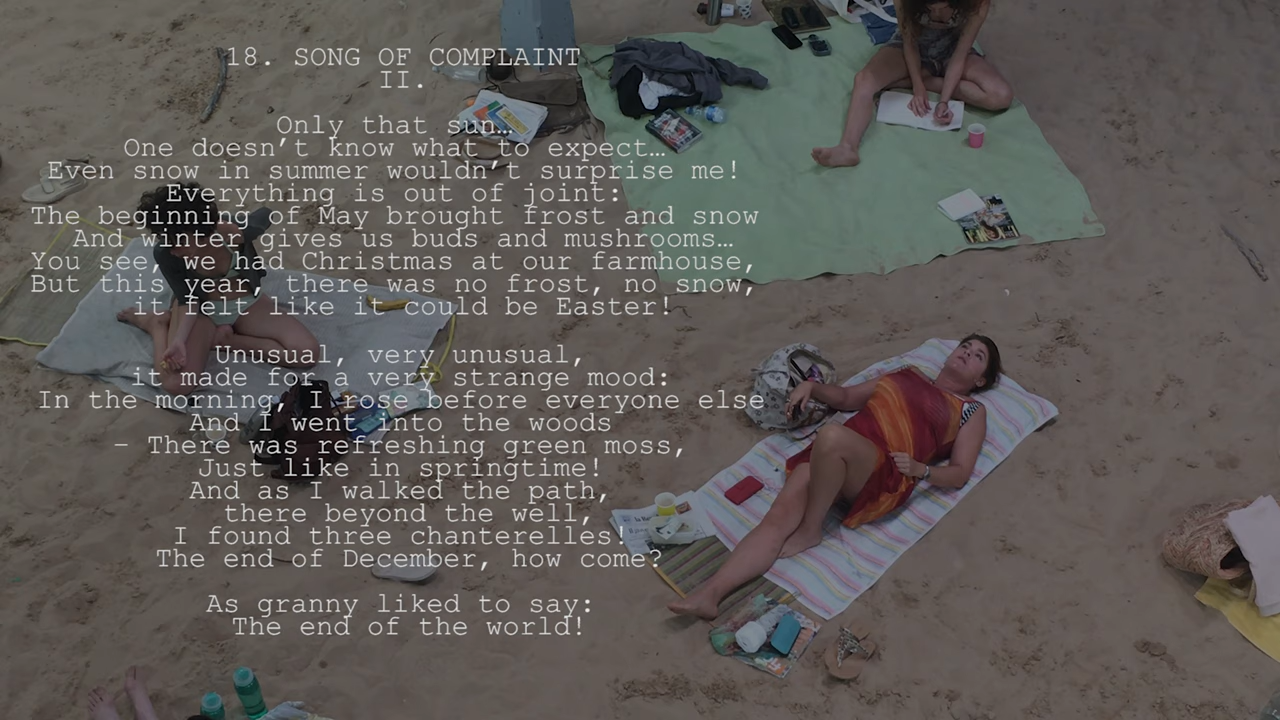 18. SONG OF COMPLAINT
II.
Only that sun…
One doesn’t know what to expect…
Even snow in summer wouldn’t surprise me!
Everything is out of joint:
The beginning of May brought frost and snow
And winter gives us buds and mushrooms…
You see, we had Christmas at our farmhouse,
But this year, there was no frost, no snow,
it felt like it could be Easter!
Unusual, very unusual,
it made for a very strange mood:
In the morning, I rose before everyone else
And I went into the woods
– There was refreshing green moss,
Just like in springtime!
And as I walked the path,
there beyond the well,
I found three chanterelles!
The end of December, how come?
As granny liked to say:
The end of the world!